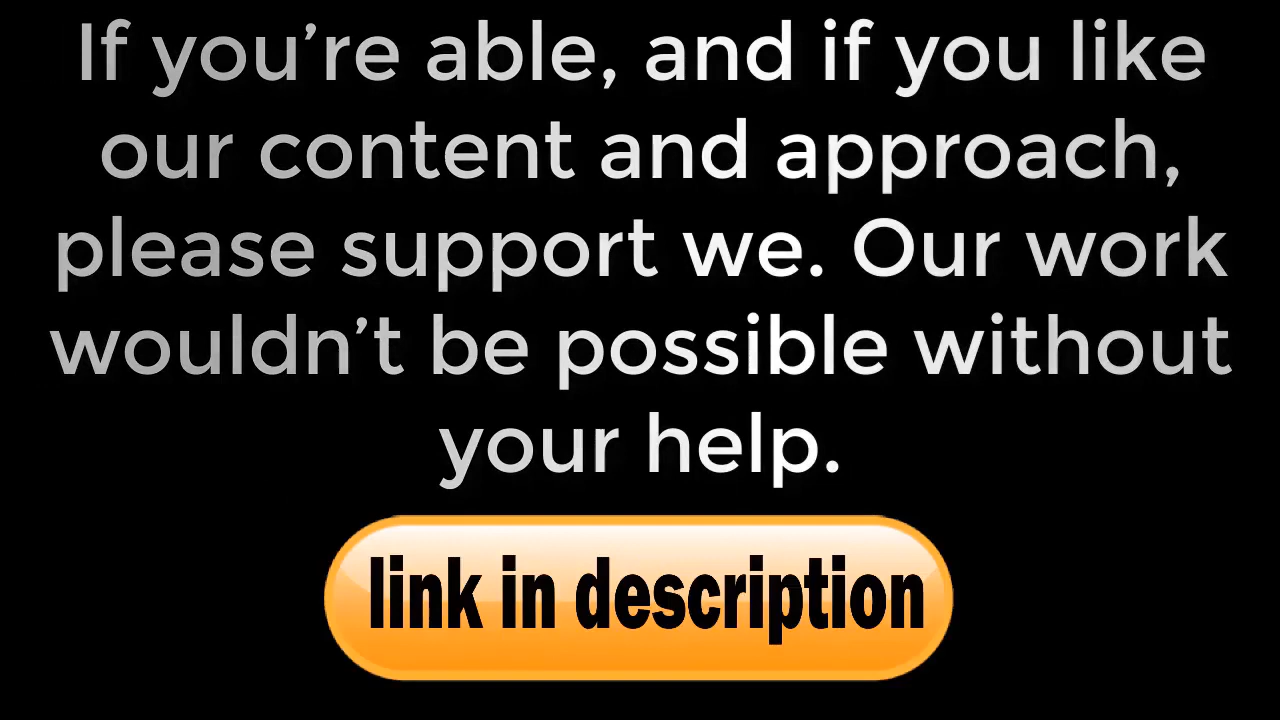 If you’re able, and if you like
our content and approach,
please support we. Our work
wouldn’t be possible without
your help.
link in description